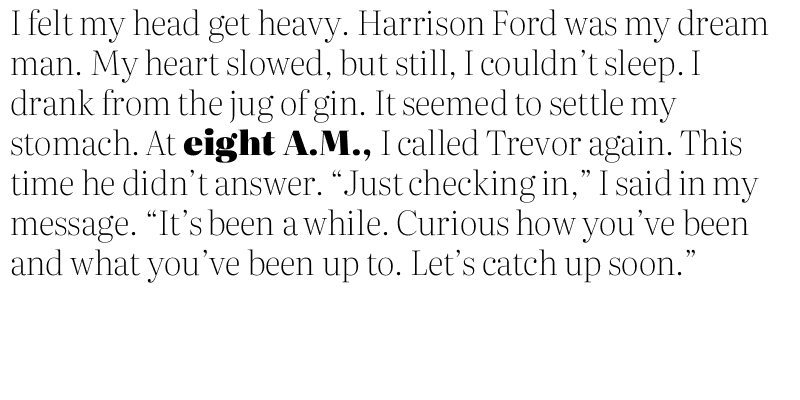 I felt my head get heavy. Harrison Ford was my dream
man. My heart slowed, but still, I couldn’t sleep. I
drank from the jug of gin. It seemed to settle my
stomach. At eight A.M., I called Trevor again. This
time he didn’t answer. “Just checking in,” I said in my
message. “It’s been a while. Curious how you’ve been
and what you’ve been up to. Let’s catch up soon.”